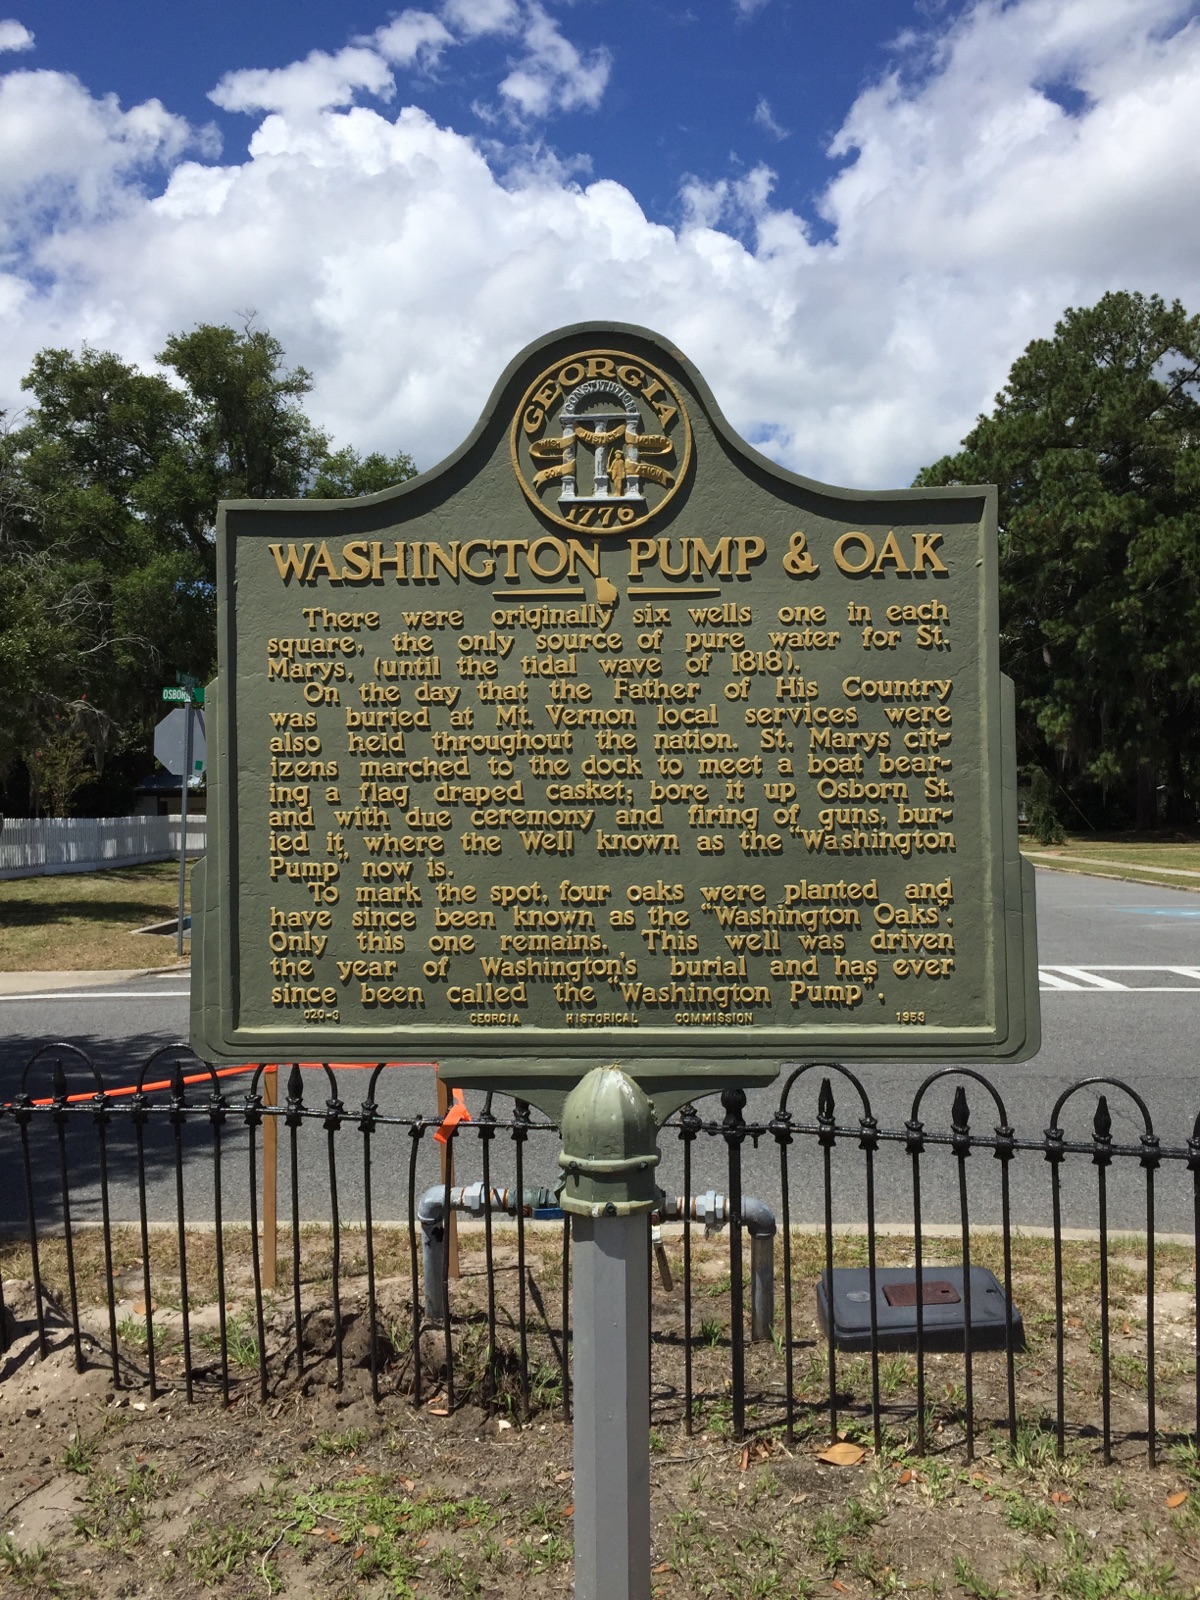 GEORGIA
CONSTITUTION
JUSTICE
1776
WASHINGTON PUMP & OAK
There were originally six wells one in each
square, the only source of pure water for St.
Marys, (until the tidal wave of 1818).
On the day that the Father of His Country
was buried at Mt. Vernon local services were
also held throughout the nation. St. Marys cit-
izens marched to the dock to meet a boat bear-
ing a flag draped casket; bore it up Osborn St.
and with due ceremony and firing of guns, bur-
ied it where the Well known as the "Washington
Pump" now is.
To mark the spot, four oaks were planted and
have since been known as the "Washington Oaks".
Only this one remains. This well was driven
the year of Washington's burial and has ever
since been called the "Washington Pump".
020-3 GEORGIA HISTORICAL COMMISSION 1953